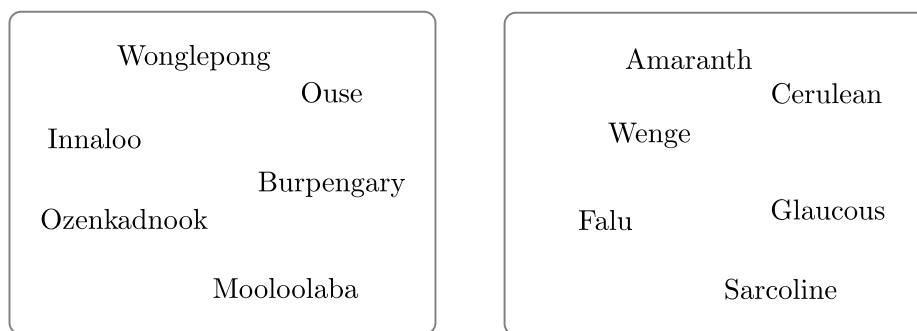 Wonglepong
Ouse
Innaloo
Burpengary
Ozenkadnook
Mooloolaba
Amaranth
Cerulean
Wenge
Glaucous
Falu
Sarcoline